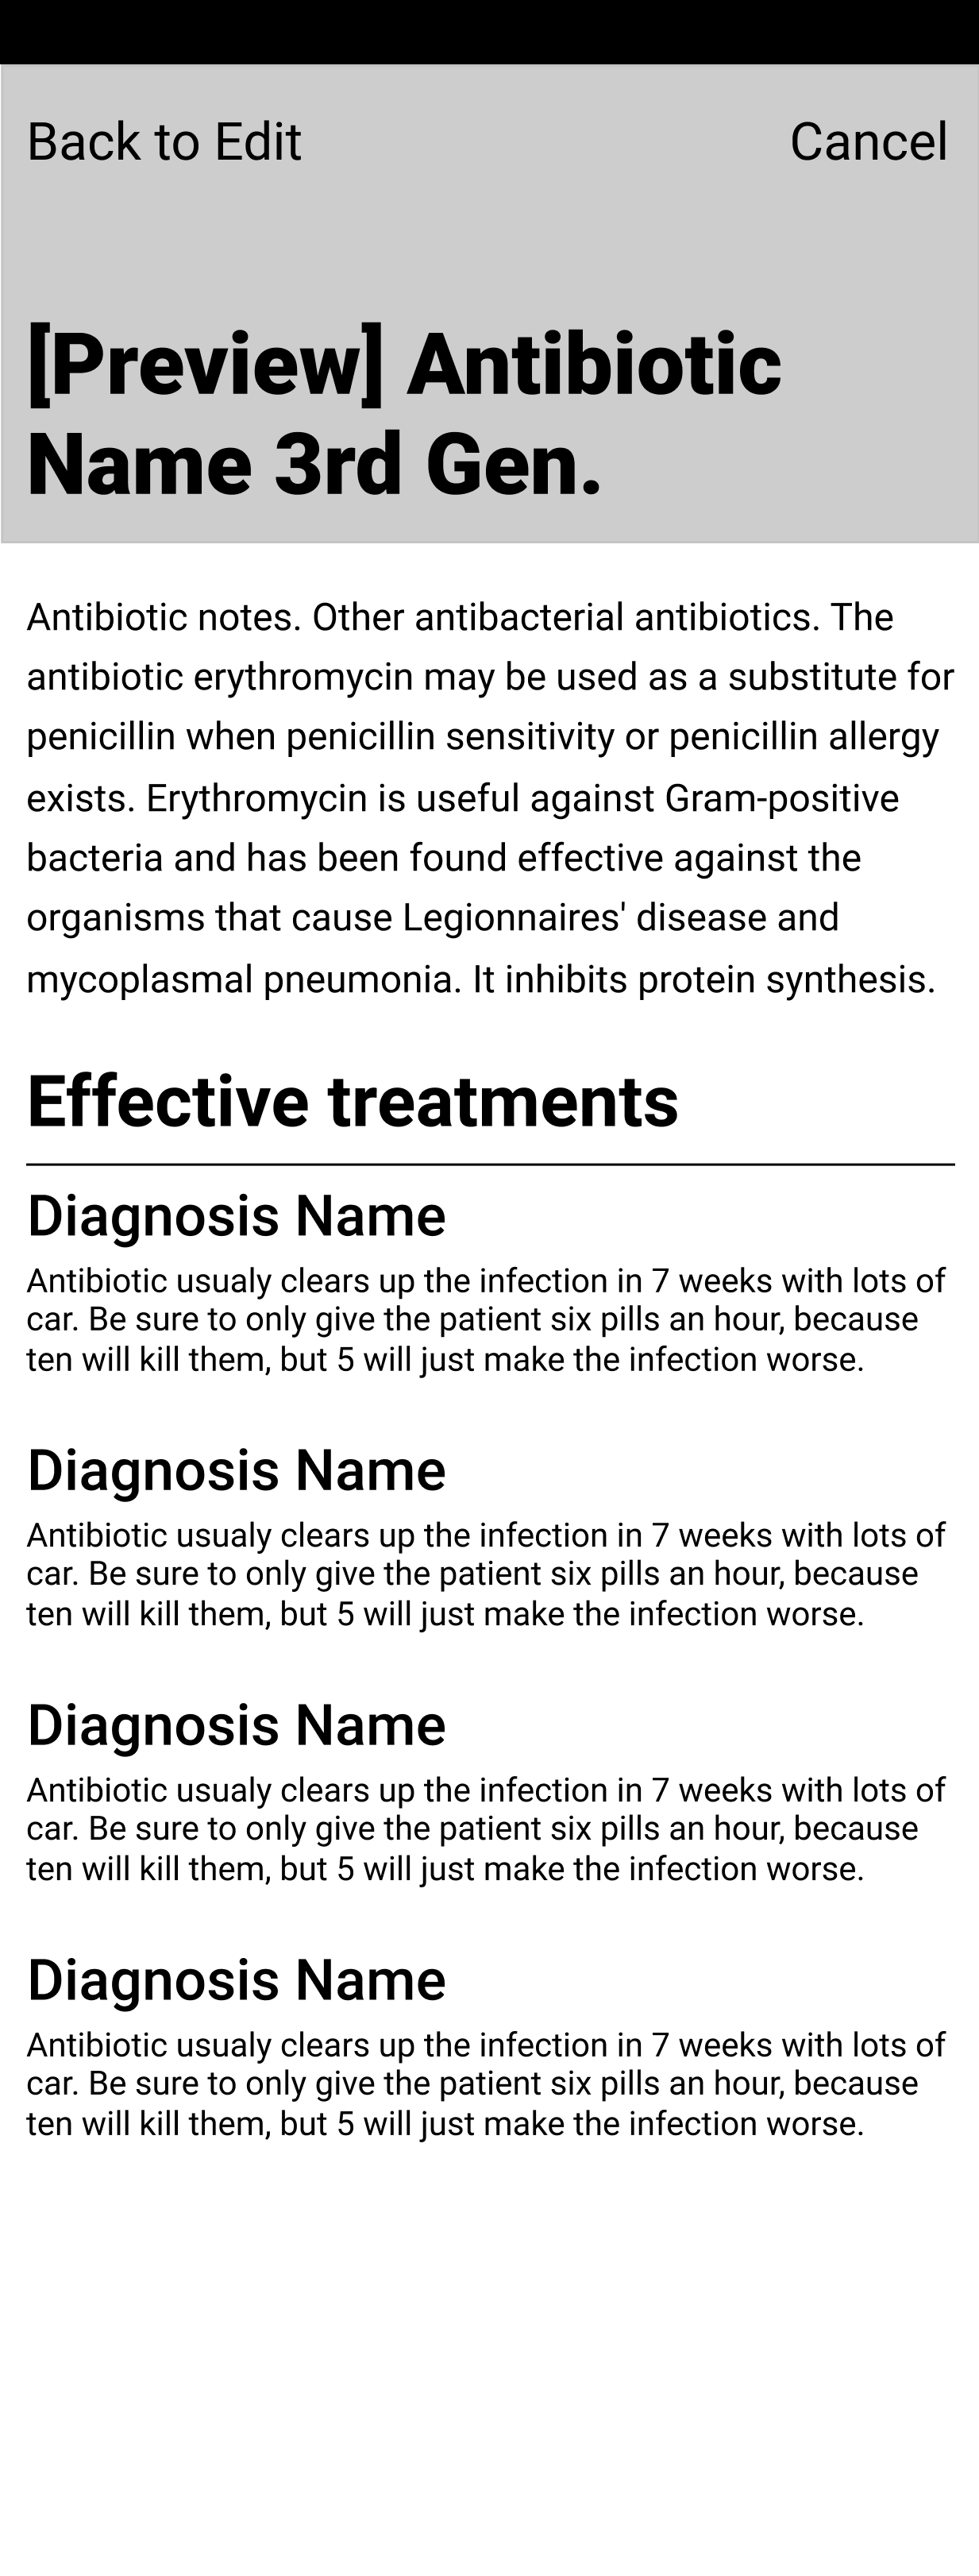 Back to Edit
Cancel
[Preview] Antibiotic
Name 3rd Gen.
Antibiotic notes. Other antibacterial antibiotics. The
antibiotic erythromycin may be used as a substitute for
penicillin when penicillin sensitivity or penicillin allergy
exists. Erythromycin is useful against Gram-positive
bacteria and has been found effective against the
organisms that cause Legionnaires' disease and
mycoplasmal pneumonia. It inhibits protein synthesis.
Effective treatments
Diagnosis Name
Antibiotic usualy clears up the infection in 7 weeks with lots of
car. Be sure to only give the patient six pills an hour, because
ten will kill them, but 5 will just make the infection worse.
Diagnosis Name
Antibiotic usualy clears up the infection in 7 weeks with lots of
car. Be sure to only give the patient six pills an hour, because
ten will kill them, but 5 will just make the infection worse.
Diagnosis Name
Antibiotic usualy clears up the infection in 7 weeks with lots of
car. Be sure to only give the patient six pills an hour, because
ten will kill them, but 5 will just make the infection worse.
Diagnosis Name
Antibiotic usualy clears up the infection in 7 weeks with lots of
car. Be sure to only give the patient six pills an hour, because
ten will kill them, but 5 will just make the infection worse.